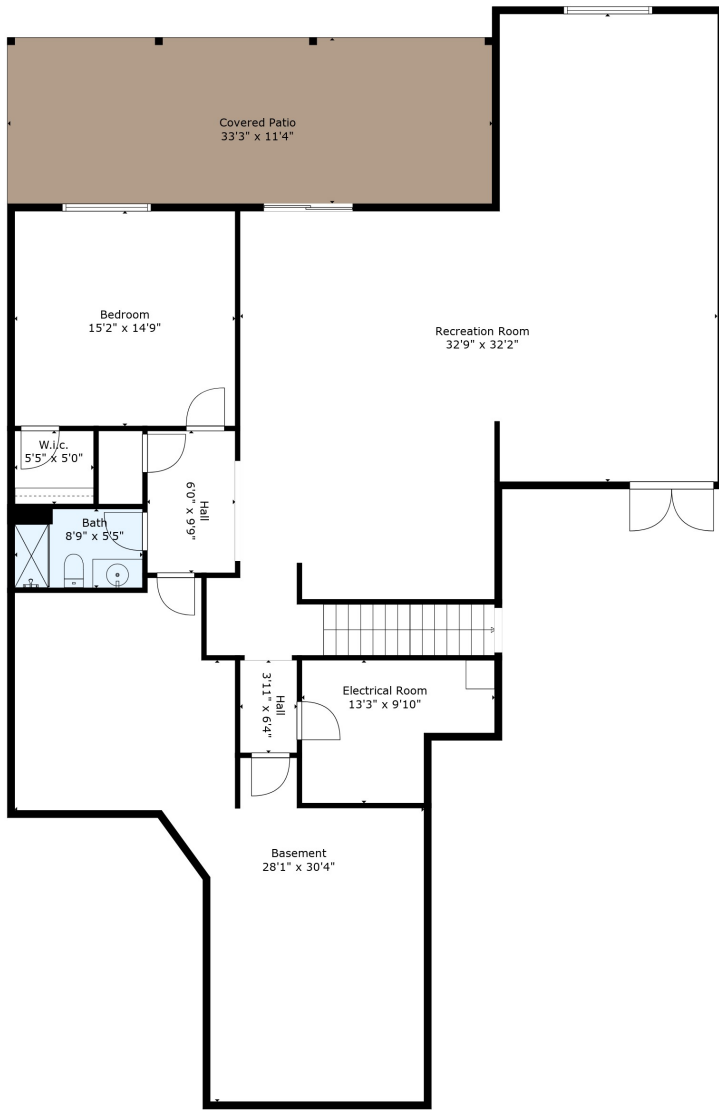 Covered Patio
33'3" x 11'4"
Bedroom
15'2" x 14'9"
Recreation Room
32'9" x 32'2"
W.i.c.
5'5" x 5'0"
Hall
6'0" x 9'9"
Bath
8'9" x 5'5"
Hall
3'11" x 6'4"
Electrical Room
13'3" x 9'10"
Basement
28'1" x 30'4"